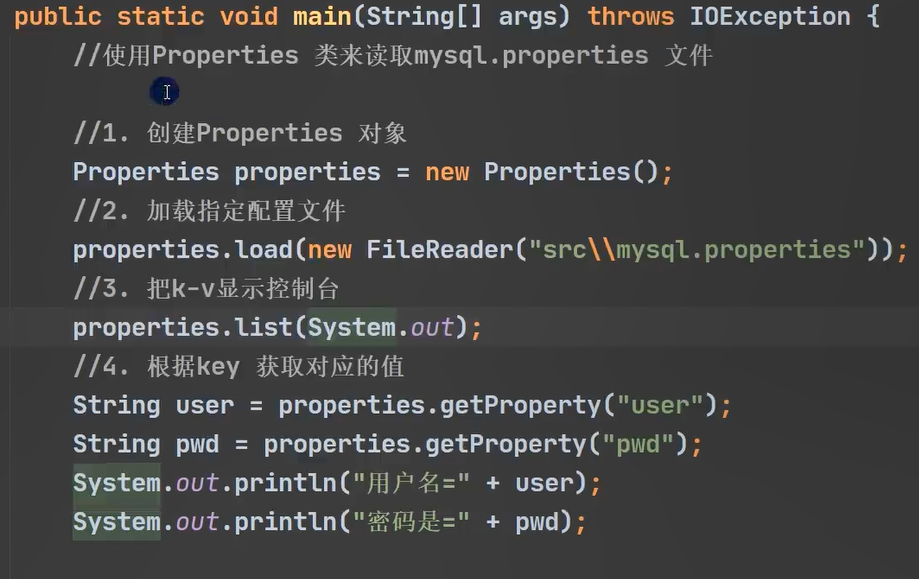 public static void main(String[] args) throws IOException {
//使用Properties 类来读取mysql.properties 文件
//1. 创建Properties 对象
Properties properties = new Properties();
//2. 加载指定配置文件
properties.load(new FileReader("src\\mysql.properties"));
//3. 把k-v显示控制台
properties.list(System.out);
//4. 根据key 获取对应的值
String user = properties.getProperty("user");
String pwd = properties.getProperty("pwd");
System.out.println("用户名=" + user);
System.out.println("密码是=" + pwd);